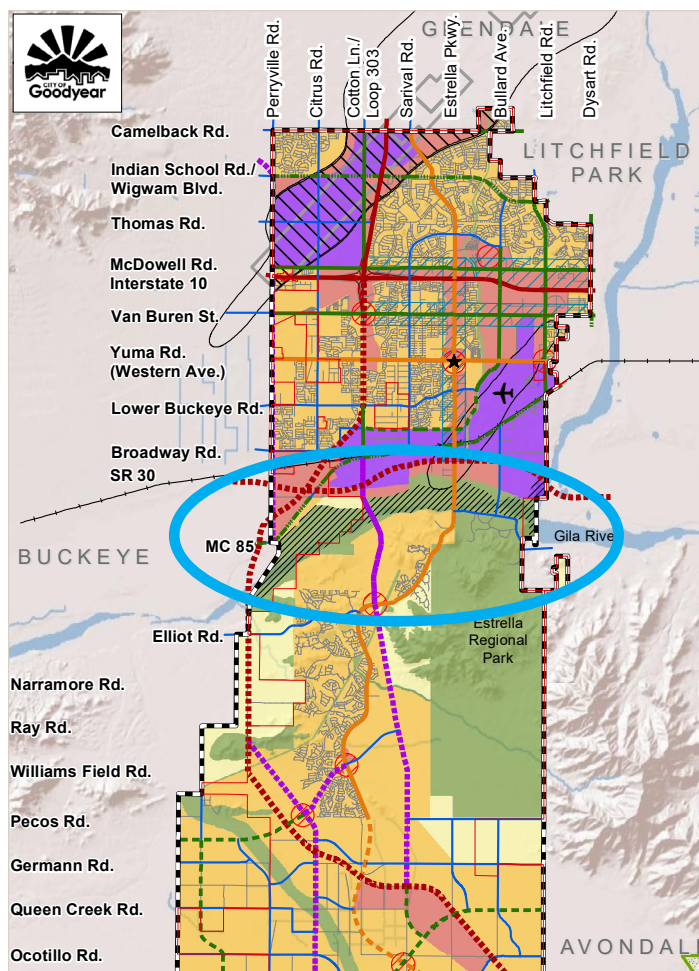 GLENDALE
CITY OF
Goodyear
Perryville Rd.
Citrus Rd.
Cotton Ln./
Loop 303.
Sarival Rd.
Estrella Pkwy.
Bullard Ave.
Litchfield Rd.
Dysart Rd.
Camelback Rd.
LITCHFIELD
PARK
Indian School Rd./
Wigwam Blvd.
Thomas Rd.
McDowell Rd.
Interstate 10
Van Buren St.
Yuma Rd.
(Western Ave.)
Lower Buckeye Rd.
Broadway Rd.
SR 30
MC 85
Gila Rive
BUCKEYE
Elliot Rd.
Estrella
Regional
Park
Narramore Rd.
Ray Rd.
Williams Field Rd.
Pecos Rd.
Germann Rd.
Queen Creek Rd.
Ocotillo Rd.
AVONDAL